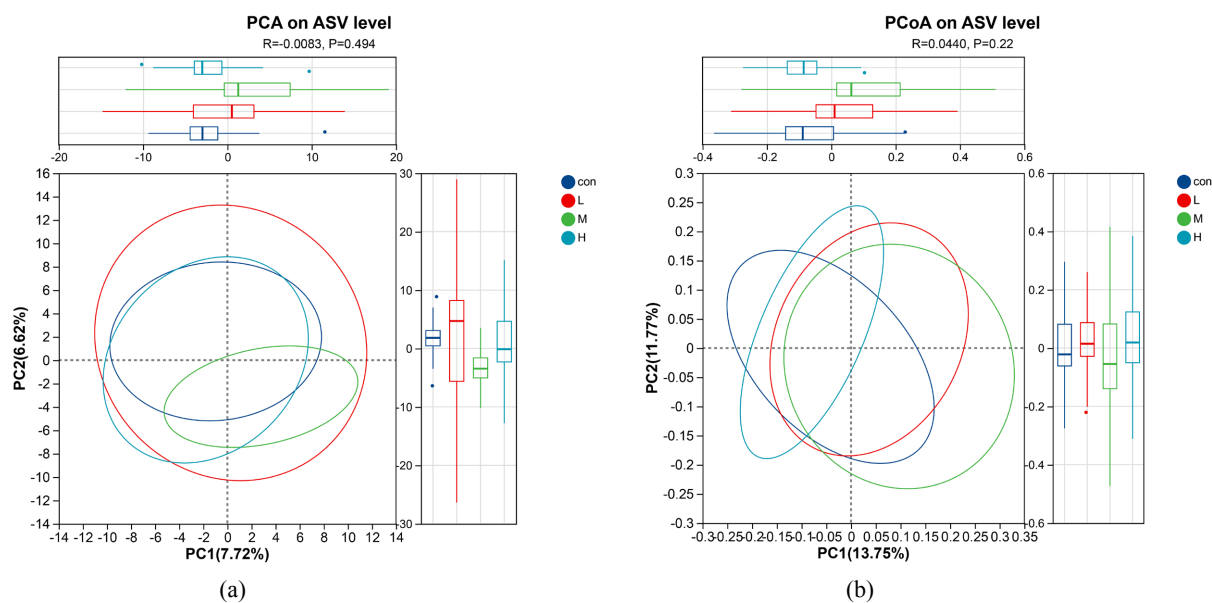 PCA on ASV level
R=-0.0083, P=0.494
-20 -10 0 10 20
16
14
12
10
8
6
4
2
0
-2
-4
-6
-8
-10
-12
-14
PC2(6.62%)
-14 -12 -10 -8 -6 -4 -2 0 2 4 6 8 10 12 14
PC1(7.72%)
30
20
10
0
-10
-20
-30
con
L
M
H
(a)
PCoA on ASV level
R=0.0440, P=0.22
-0.4 -0.2 0 0.2 0.4 0.6
0.3
0.25
0.2
0.15
0.1
0.05
0
-0.05
-0.1
-0.15
-0.2
-0.25
-0.3
PC2(11.77%)
-0.3 -0.25 -0.2 -0.15 -0.1 -0.05 0 0.05 0.1 0.15 0.2 0.25 0.3 0.35
PC1(13.75%)
0.6
0.4
0.2
0
-0.2
-0.4
-0.6
con
L
M
H
(b)